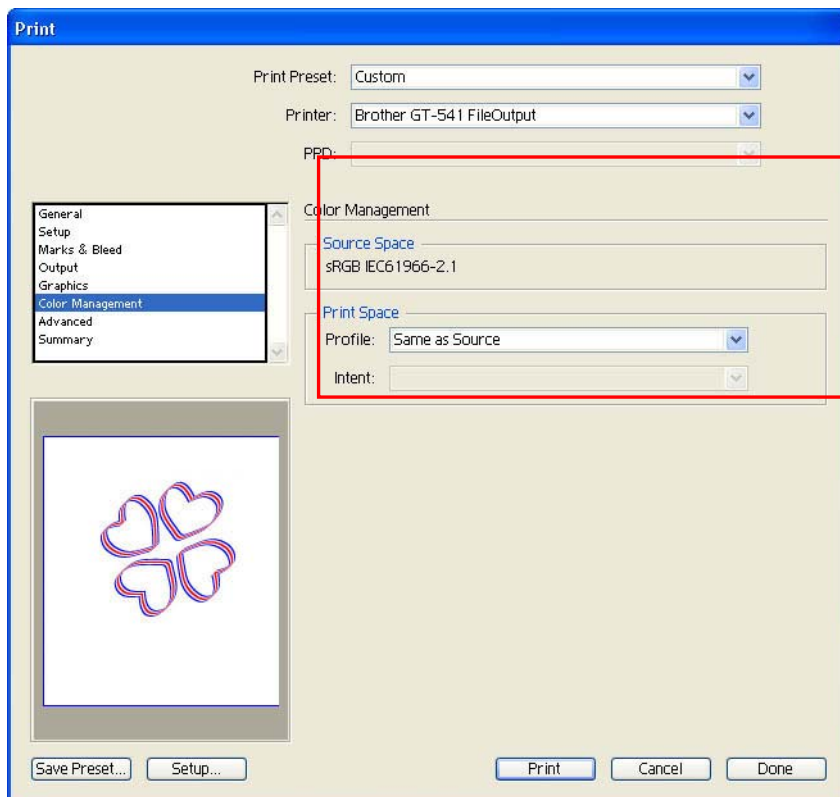 Print
Print Preset: Custom
Printer: Brother GT-541 FileOutput
PPD:
General
Setup
Marks & Bleed
Output
Graphics
Color Management
Advanced
Summary
Color Management
Source Space
sRGB IEC61966-2.1
Print Space
Profile: Same as Source
Intent:
Save Preset...
Setup...
Print
Cancel
Done